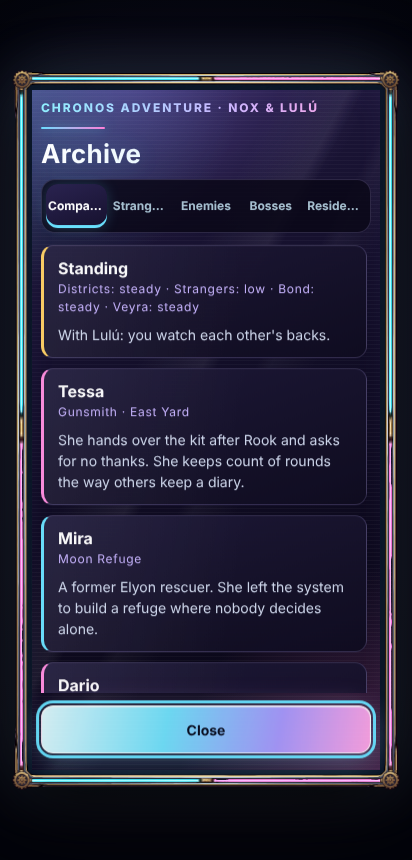 CHRONOS ADVENTURE · NOX & LULÚ
Archive
Compa... Strang... Enemies Bosses Reside...
Standing
Districts: steady · Strangers: low · Bond:
steady · Veyra: steady
With Lulú: you watch each other's backs.
Tessa
Gunsmith · East Yard
She hands over the kit after Rook and asks
for no thanks. She keeps count of rounds
the way others keep a diary.
Mira
Moon Refuge
A former Elyon rescuer. She left the system
to build a refuge where nobody decides
alone.
Dario
Close